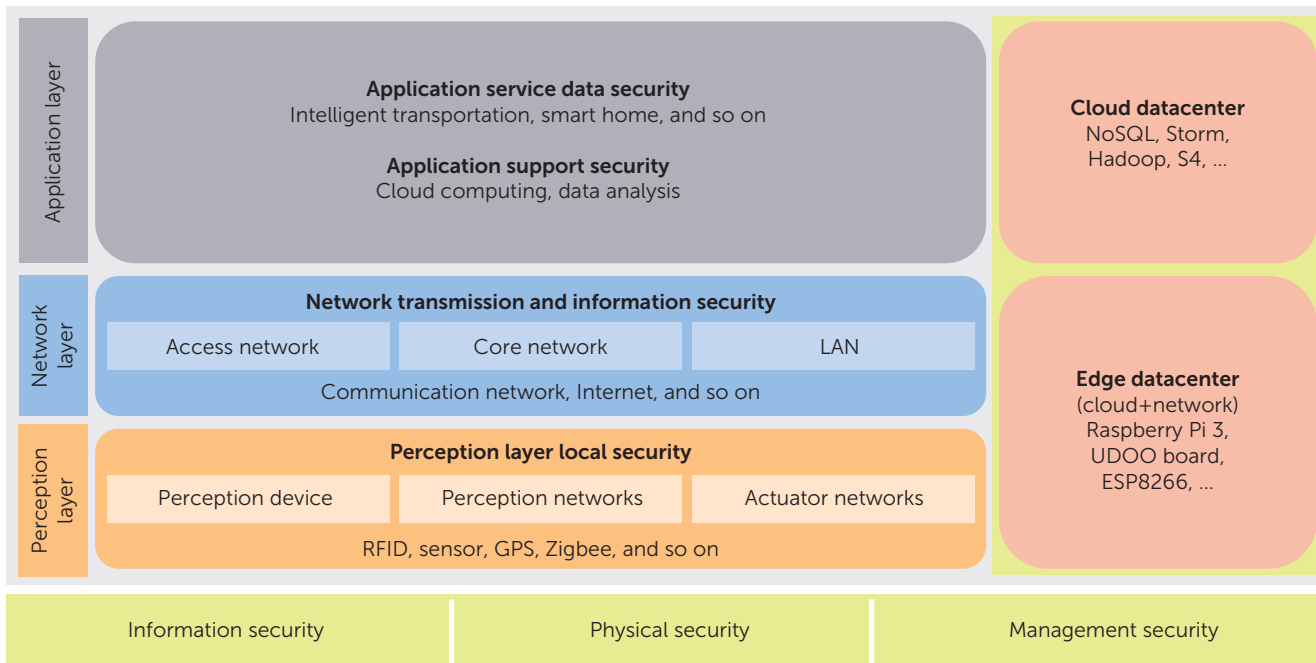 Application layer
Application service data security
Intelligent transportation, smart home, and so on
Application support security
Cloud computing, data analysis
Cloud datacenter
NoSQL, Storm,
Hadoop, S4, ...
Network
layer
Network transmission and information security
Access network
Core network
LAN
Communication network, Internet, and so on
Edge datacenter
(cloud+network)
Raspberry Pi 3,
UDOO board,
ESP8266, ...
Perception
layer
Perception layer local security
Perception device
Perception networks
Actuator networks
RFID, sensor, GPS, Zigbee, and so on
Information security
Physical security
Management security